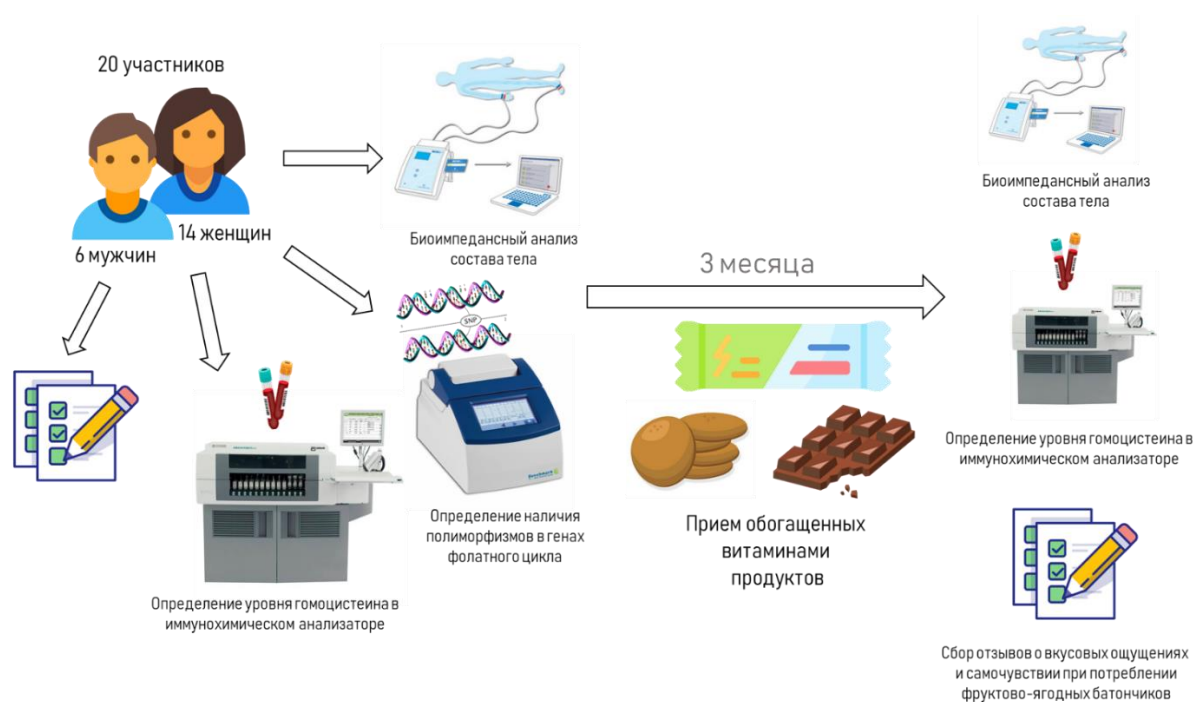 20 участников
14 женщин
6 мужчин
Биоимпедансный анализ
состава тела
SNP
Определение наличия
полиморфизмов в генах
фолатного цикла
Определение уровня гомоцистеина в
иммунохимическом анализаторе
3 месяца
Прием обогащенных
витаминами
продуктов
Биоимпедансный анализ
состава тела
Определение уровня гомоцистеина в
иммунохимическом анализаторе
Сбор отзывов о вкусовых ощущениях
и самочувствии при потреблении
фруктово-ягодных батончиков